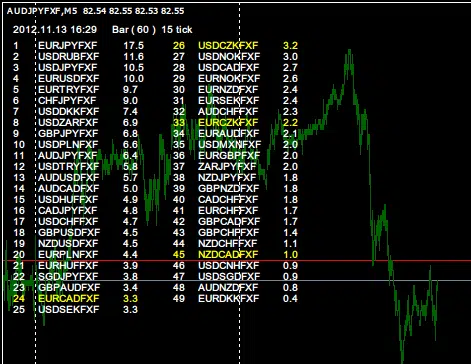 AUDJPYFXF,M5 82.54 82.55 82.53 82.55
2012.11.13 16:29 Bar ( 60 ) 15 tick
1 EURJPYFXF 17.5 26 USDCZKFXF 3.2
2 USDRUBFXF 11.6 27 USDNOKFXF 3.0
3 USDJPYFXF 10.5 28 USDCADFXF 2.7
4 EURUSDFXF 10.0 29 EURNOKFXF 2.6
5 EURTRYFXF 9.7 30 EURNZDFXF 2.4
6 CHFJPYFXF 9.0 31 EURSEKFXF 2.4
7 USDDKKFXF 7.4 32 AUDCHFFXF 2.3
8 USDZARFXF 6.9 33 EURCZKFXF 2.2
9 GBPJPYFXF 6.8 34 EURAUDFXF 2.1
10 USDPLNFXF 6.6 35 USDMXNFXF 2.0
11 AUDJPYFXF 6.4 36 EURGBPFXF 2.0
12 USDTRYFXF 5.8 37 ZARJPYFXF 2.0
13 AUDUSDFXF 5.7 38 NZDJPYFXF 1.8
14 AUDCADFXF 5.0 39 GBPNZDFXF 1.8
15 USDHUFFXF 4.9 40 CADCHFFXF 1.8
16 CADJPYFXF 4.8 41 EURCHFFXF 1.7
17 USDCHFFXF 4.7 42 GBPCADFXF 1.7
18 GBPUSDFXF 4.5 43 GBPCHFFXF 1.4
19 NZDUSDFXF 4.5 44 NZDCHFFXF 1.1
20 EURPLNFXF 4.4 45 NZDCADFXF 1.0
21 EURHUFFXF 3.9 46 USDCNHFXF 0.9
22 SGDJPYFXF 3.8 47 USDSGDFXF 0.9
23 GBPAUDFXF 3.4 48 AUDNZDFXF 0.8
24 EURCADFXF 3.3 49 EURDKKFXF 0.4
25 USDSEKFXF 3.3